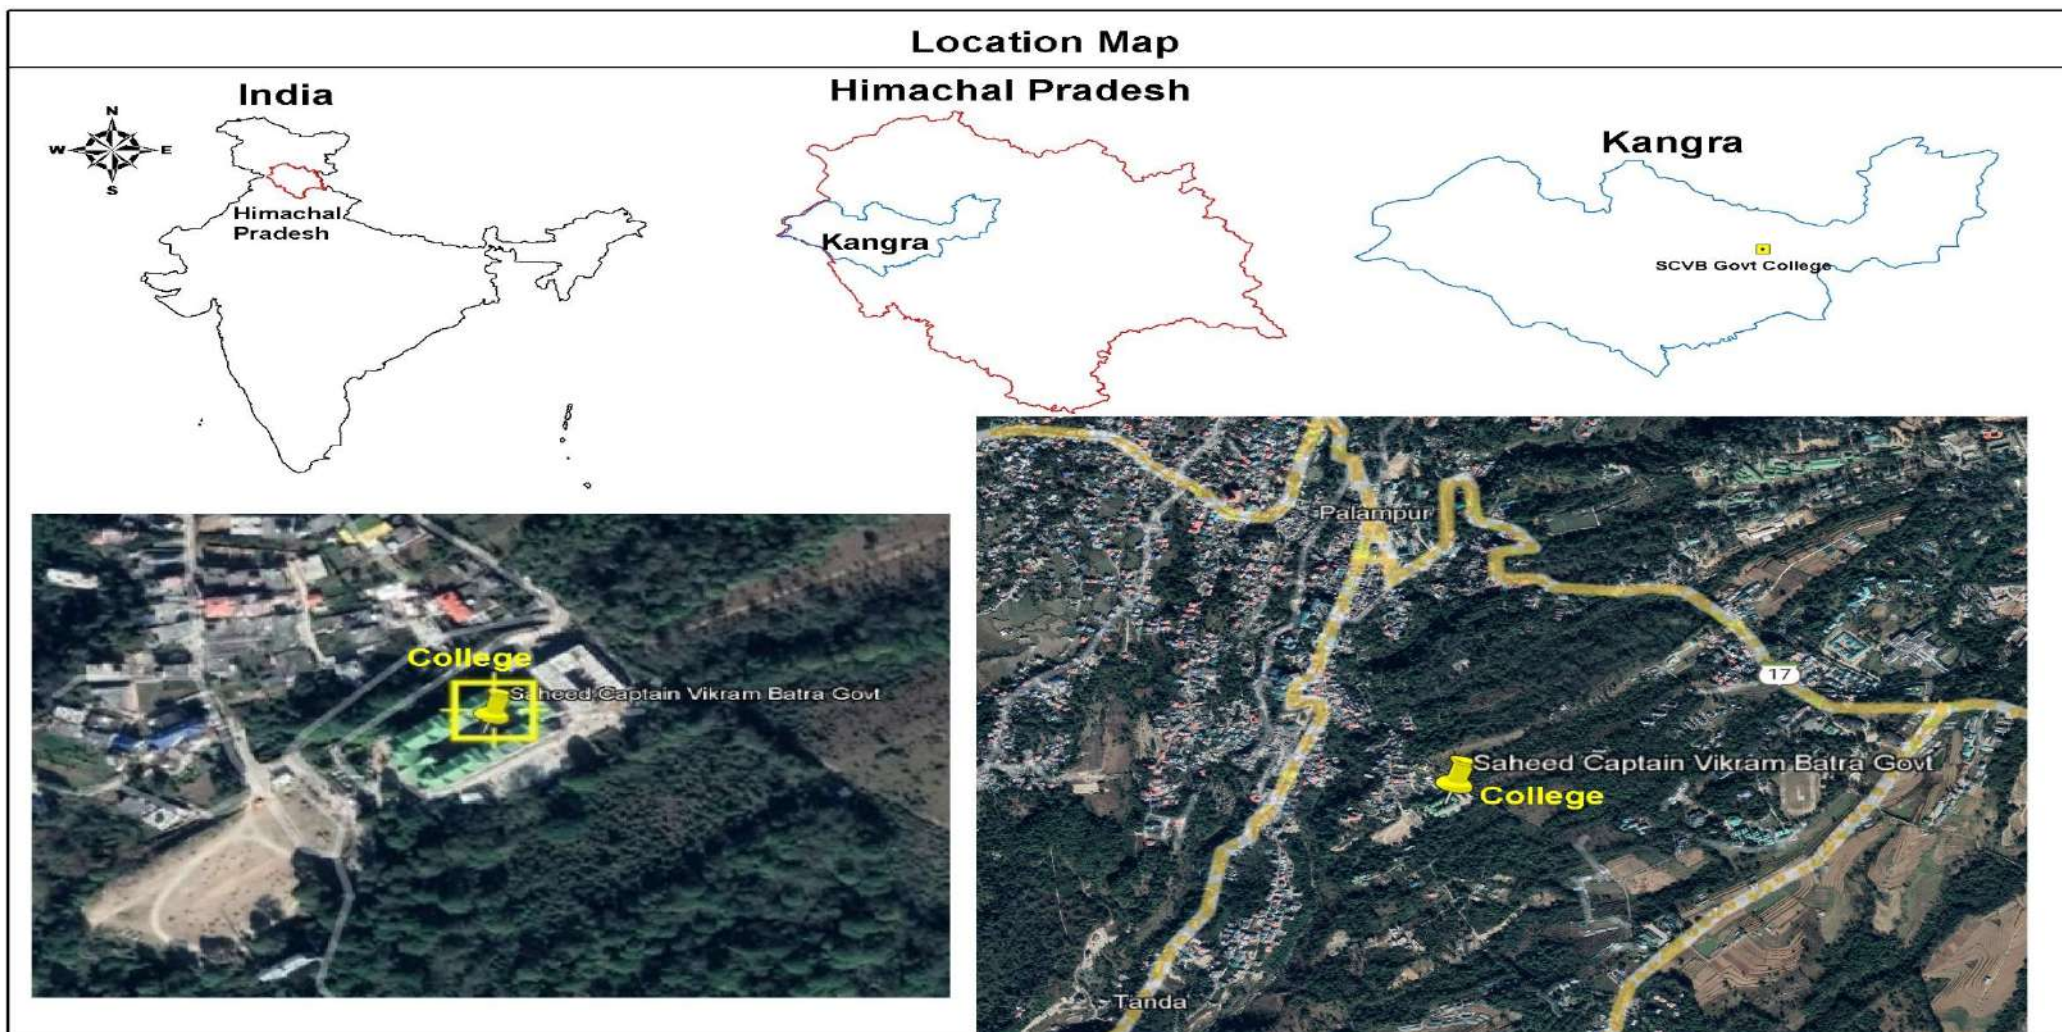 Location Map
India
N
W
E
S
Himachal
Pradesh
Himachal Pradesh
Kangra
Kangra
SCVB Govt College
College
Saheed Captain Vikram Batra Govt
Palampur
17
Saheed Captain Vikram Batra Govt
College
Tanda